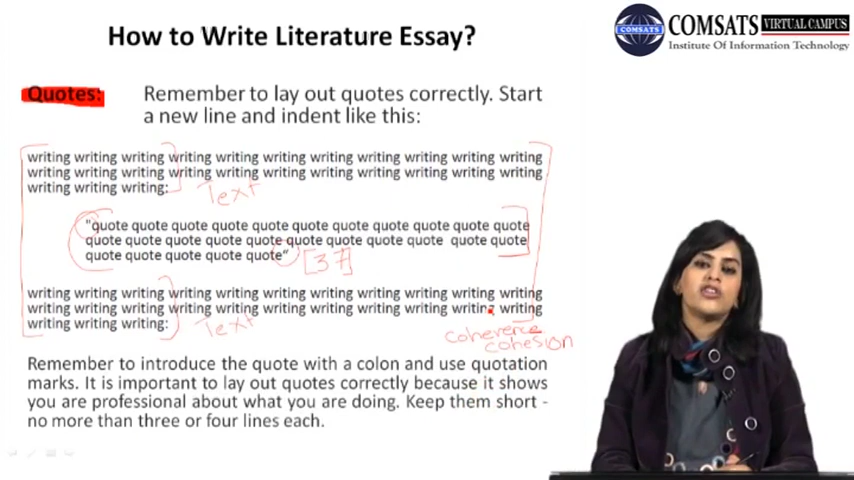 How to Write Literature Essay?
COMSATS VIRTUAL CAMPUS
COMSATS
Institute Of Information Technology
Quotes: Remember to lay out quotes correctly. Start
a new line and indent like this:
writing writing writing writing writing writing writing writing writing writing writing
writing writing writing writing writing writing writing writing writing writing writing
writing writing writing:
Text
"quote quote quote quote quote quote quote quote quote quote quote
quote quote quote quote quote quote quote quote quote quote quote
quote quote quote quote quote“
[37]
writing writing writing writing writing writing writing writing writing writing writing
writing writing writing writing writing writing writing writing writing writing writing
writing writing writing:
Text
coherence
cohesion
Remember to introduce the quote with a colon and use quotation
marks. It is important to lay out quotes correctly because it shows
you are professional about what you are doing. Keep them short -
no more than three or four lines each.